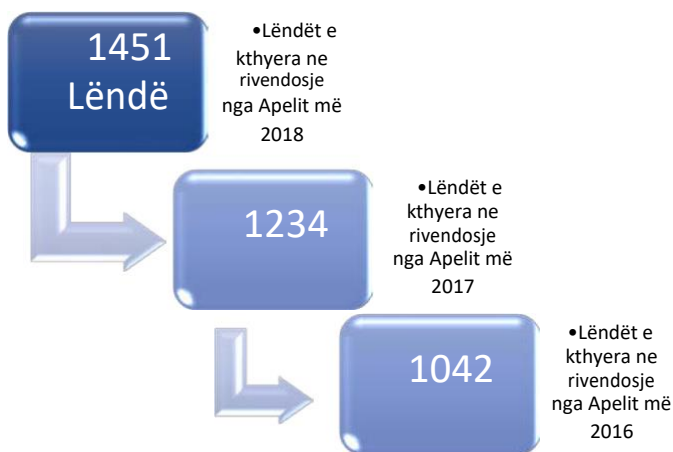 1451
Lëndë
•Lëndët e
kthyera ne
rivendosje
nga Apelit më
2018
1234
•Lëndët e
kthyera ne
rivendosje
nga Apelit më
2017
1042
•Lëndët e
kthyera ne
rivendosje
nga Apelit më
2016